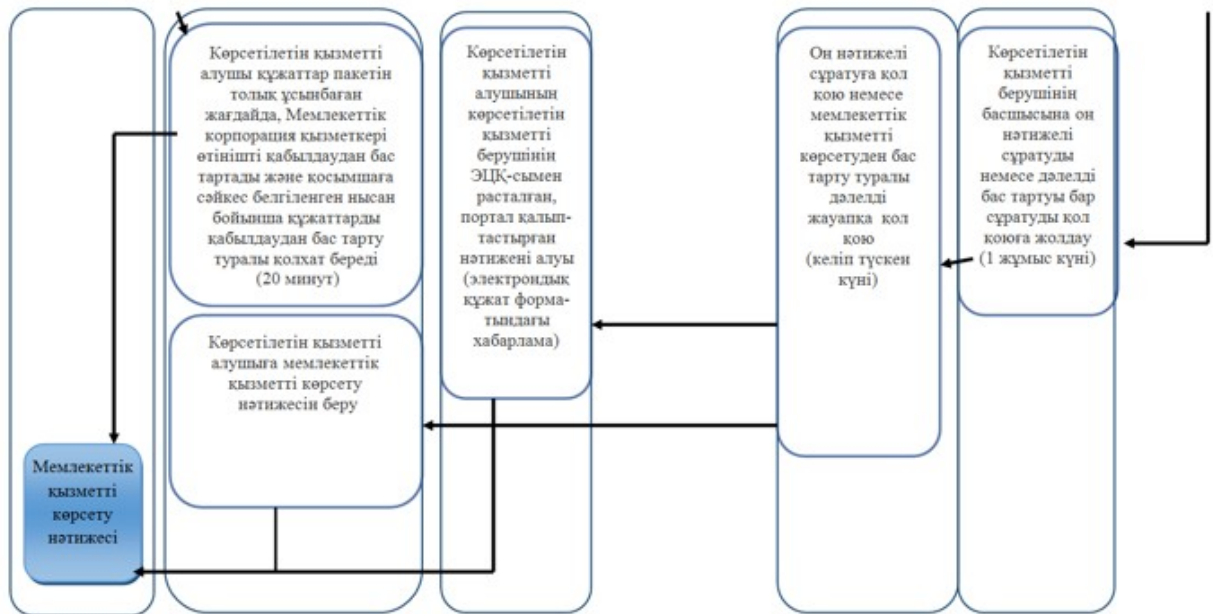 Көрсетілетін қызметті
алушы құжаттар пакетін
толық ұсынбаған
жағдайда, Мемлекеттік
корпорация қызметкері
өтінішті қабылдаудан бас
тартады және қосымшаға
сәйкес белгіленген нысан
бойынша құжаттарды
қабылдаудан бас тарту
туралы қолхат береді
(20 минут)
Көрсетілетін қызметті
алушыға мемлекеттік
қызметті көрсету
нәтижесін беру
Мемлекеттік
қызметті
көрсету
нәтижесі
Көрсетілетін
қызметті
алушының
көрсетілетін
қызметті
берушінің
ЭЦҚ-сымен
расталған,
портал қалып-
тастырған
нәтижені алуы
(электрондық
құжат форма-
тындағы
хабарлама)
Он нәтижелі
сұратуға қол
қою немесе
мемлекеттік
қызметті
көрсетуден бас
тарту туралы
дәлелді
жауапқа қол
қою
(келіп түскен
күні)
Көрсетілетін
қызметті
берушінің
басшысына он
нәтижелі
сұратуды
немесе дәлелді
бас тартуы бар
сұратуды қол
қоюға жолдау
(1 жұмыс күні)